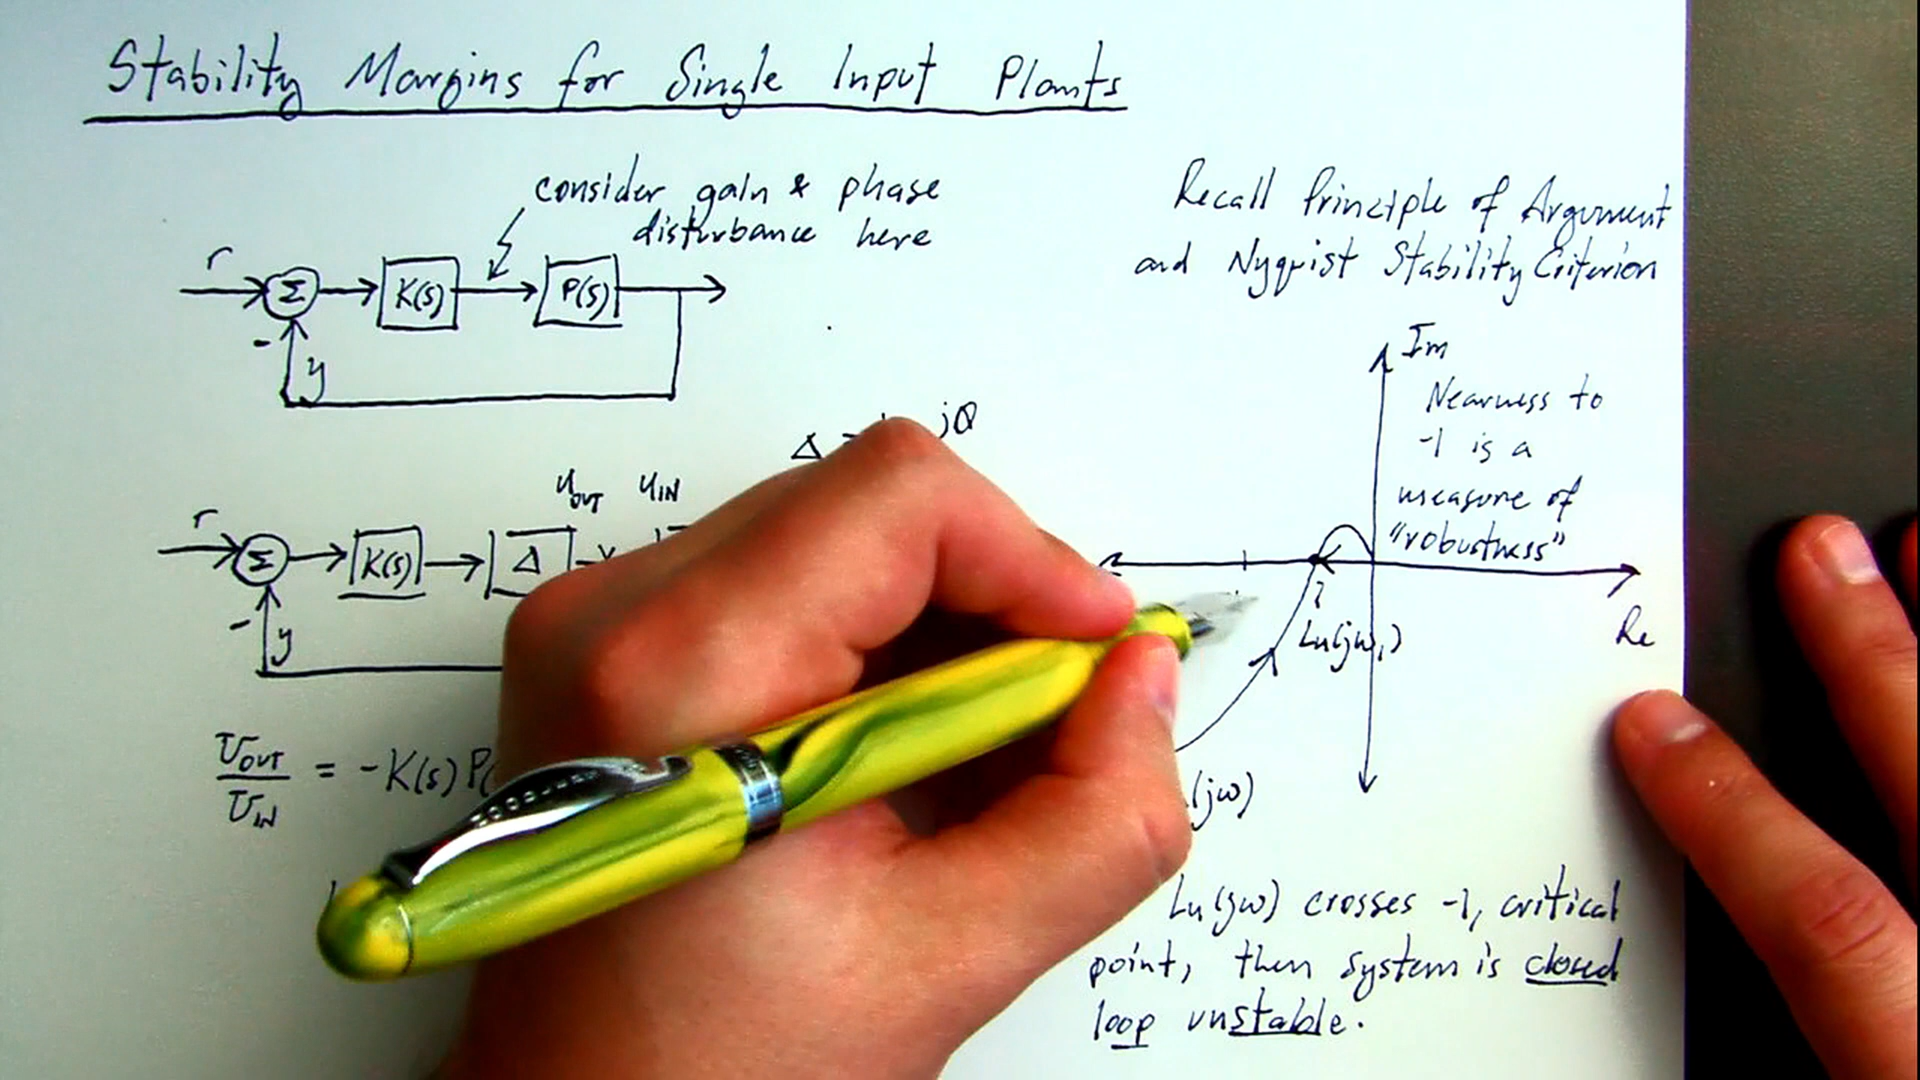 Stability Margins for Single Input Plants
consider gain & phase
disturbance here
r
Σ
K(s)
P(s)
-
y
Δ
jθ
u_OUT u_IN
r
Σ
K(s)
Δ
-
y
U_OUT
U_IN
= -K(s) P(
Recall Principle of Argument
and Nyquist Stability Criterion
Im
Nearness to
-1 is a
measure of
"robustness"
Re
Lu(jω₁)
(jω)
Lu(jω) crosses -1, critical
point, then system is closed
loop unstable.